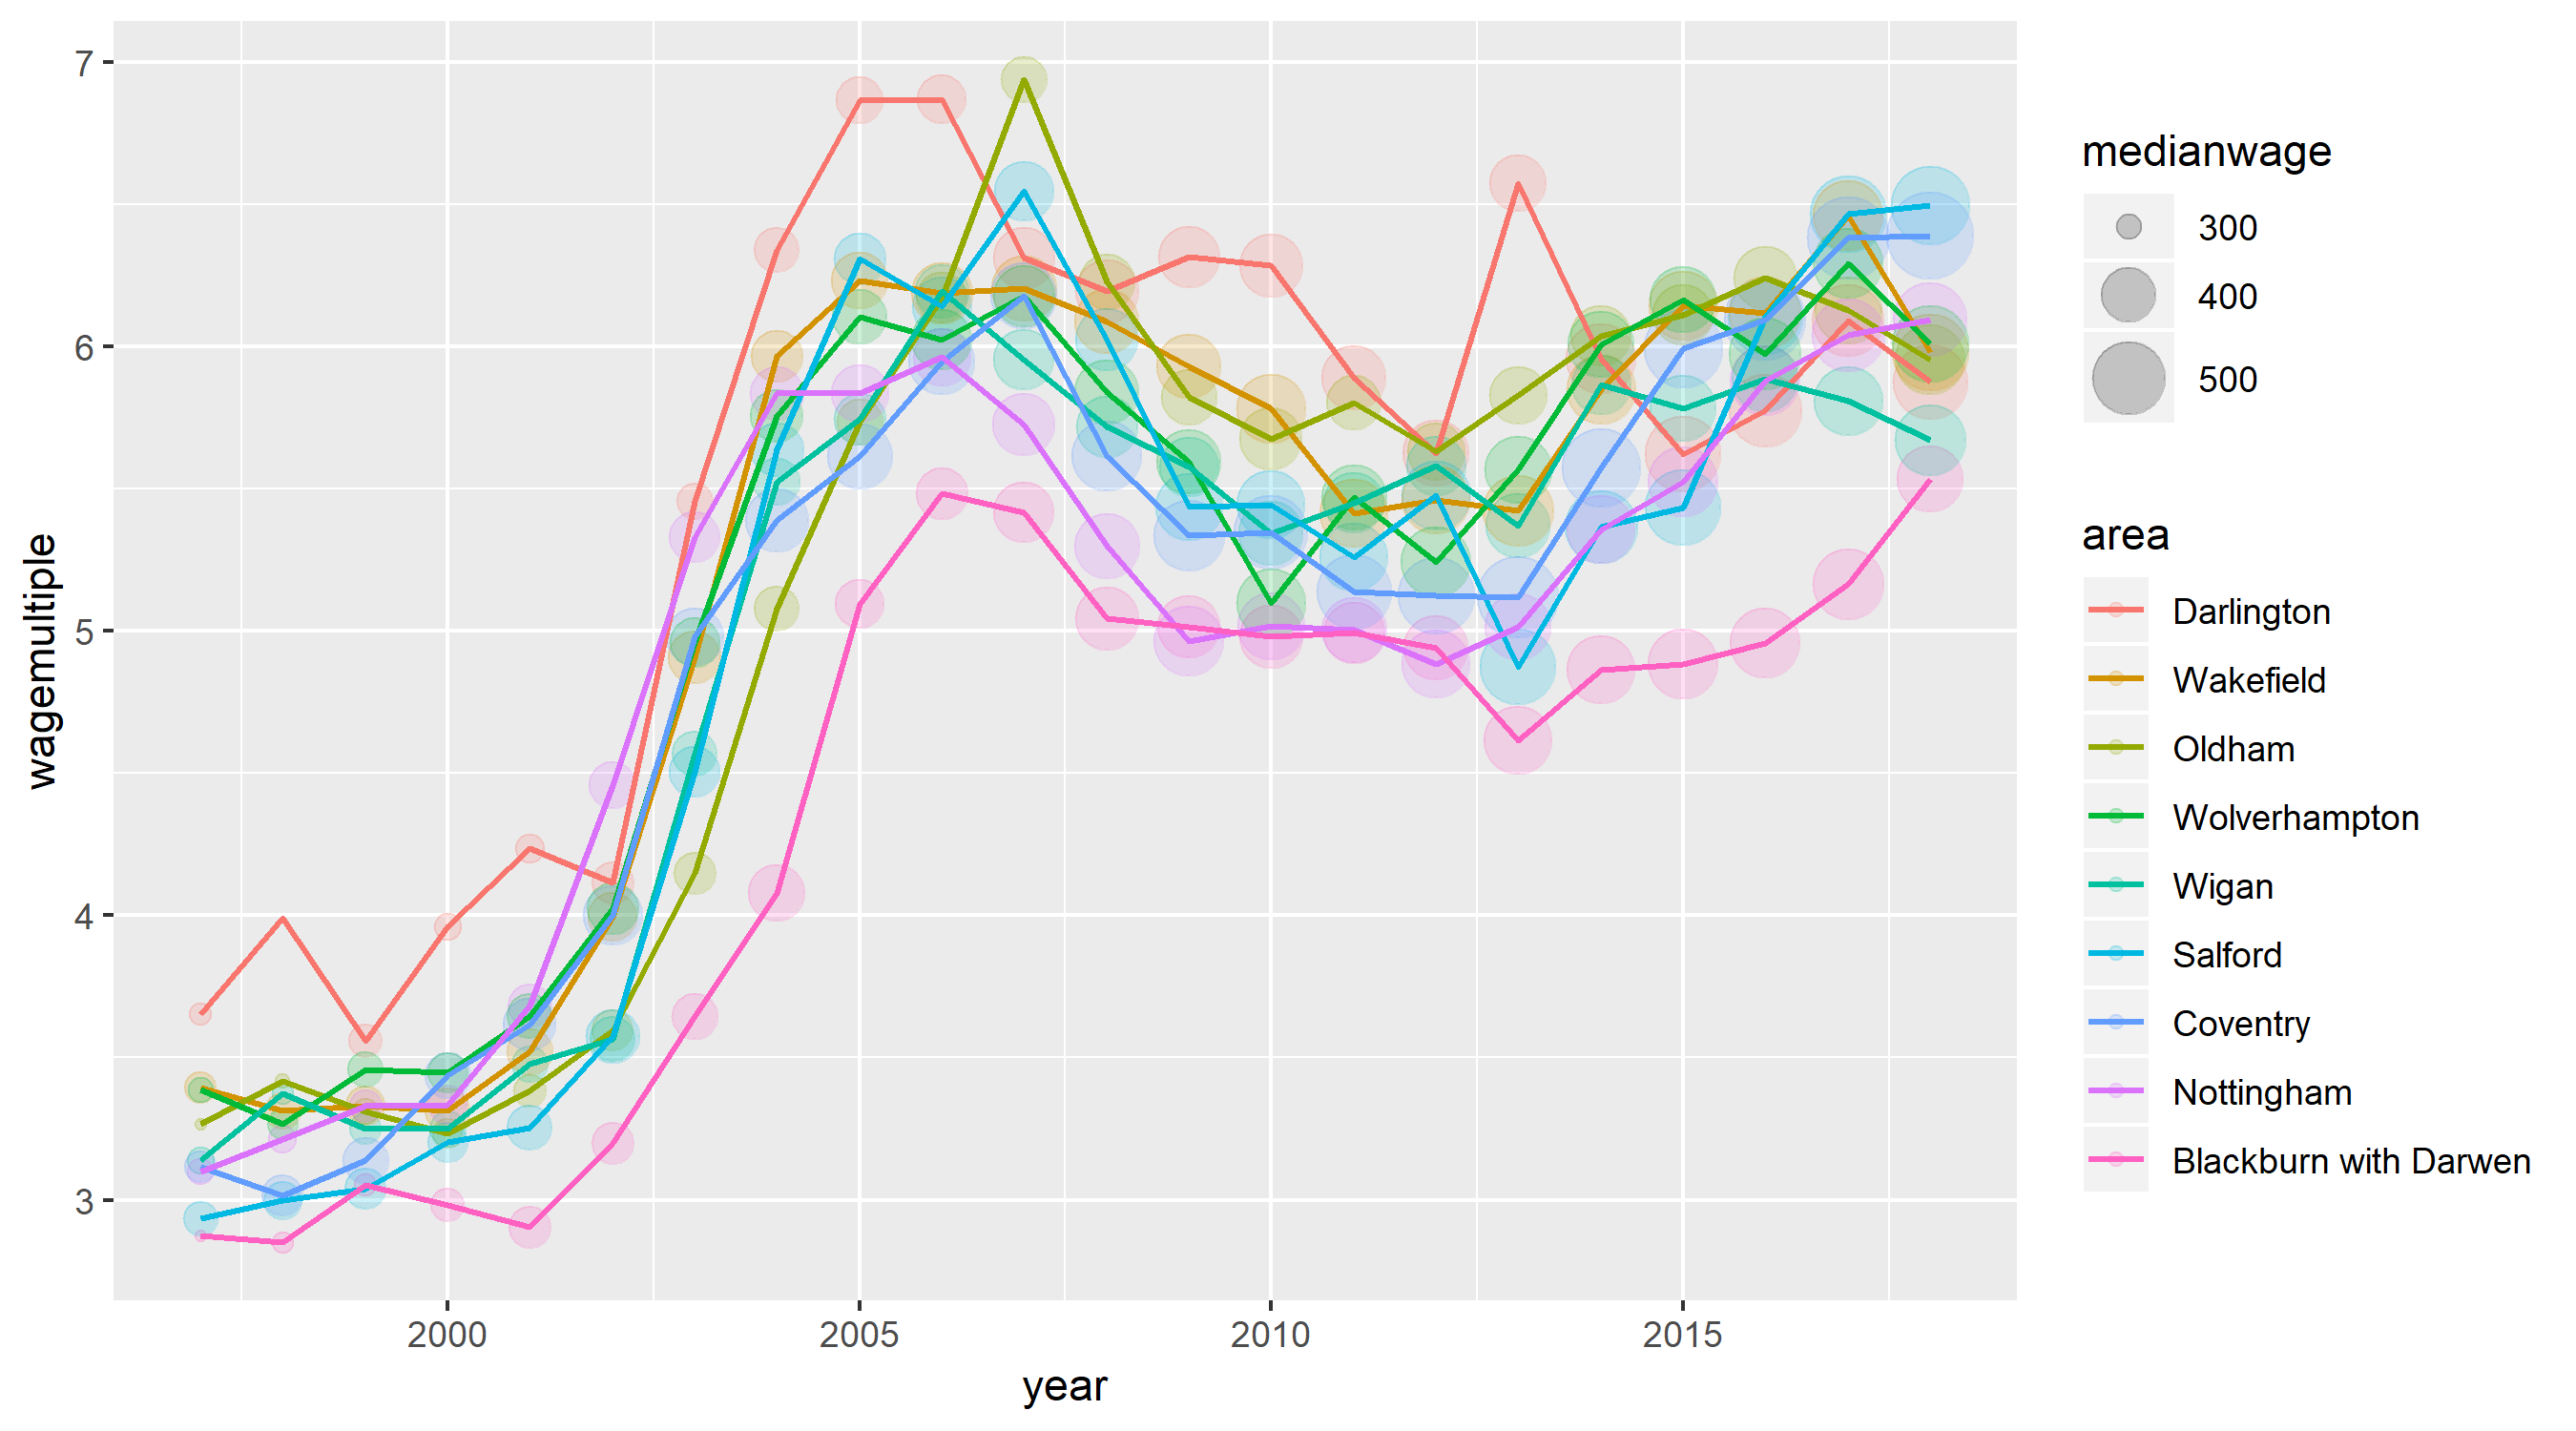 7
6
5
4
3
wagemultiple
2000
2005
2010
2015
year
medianwage
300
400
500
area
Darlington
Wakefield
Oldham
Wolverhampton
Wigan
Salford
Coventry
Nottingham
Blackburn with Darwen